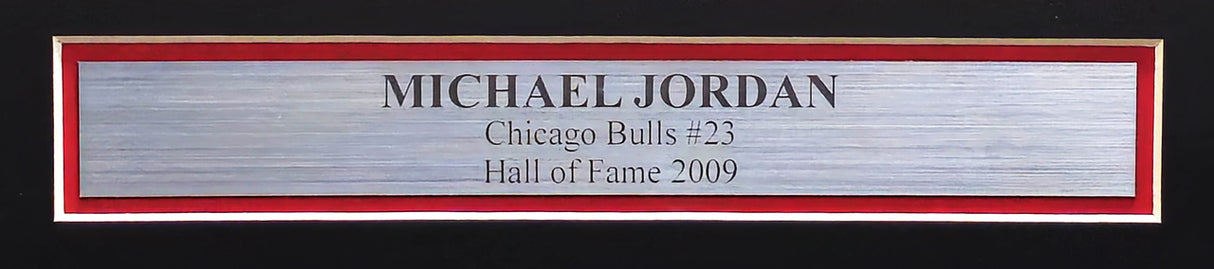 MICHAEL JORDAN
Chicago Bulls #23
Hall of Fame 2009